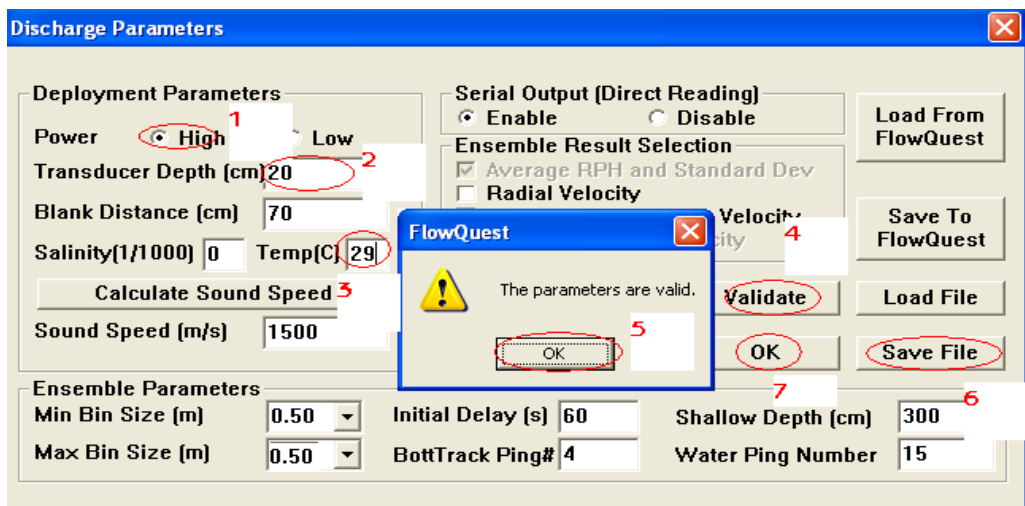 Discharge Parameters
Deployment Parameters
Power High Low
1
Transducer Depth (cm) 20
2
Blank Distance (cm) 70
Salinity(1/1000) 0 Temp(C) 29
Calculate Sound Speed 3
Sound Speed (m/s) 1500
Serial Output (Direct Reading)
Enable Disable
Ensemble Result Selection
Average RPH and Standard Dev
Radial Velocity
Velocity
4
Load From
FlowQuest
Save To
FlowQuest
Validate
Load File
OK
7
Save File
6
FlowQuest
The parameters are valid.
OK
5
Ensemble Parameters
Min Bin Size (m) 0.50 Initial Delay (s) 60 Shallow Depth (cm) 300
Max Bin Size (m) 0.50 BottTrack Ping# 4 Water Ping Number 15